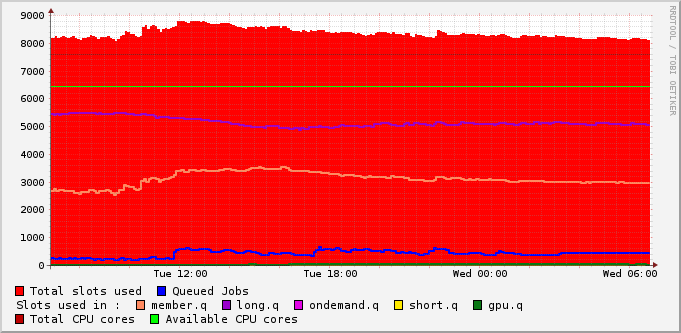 RRDTOOL / TOBI OETIKER
9000
8000
7000
6000
5000
4000
3000
2000
1000
0
Tue 12:00 Tue 18:00 Wed 00:00 Wed 06:00
Total slots used Queued Jobs
Slots used in : member.q long.q ondemand.q short.q gpu.q
Total CPU cores Available CPU cores